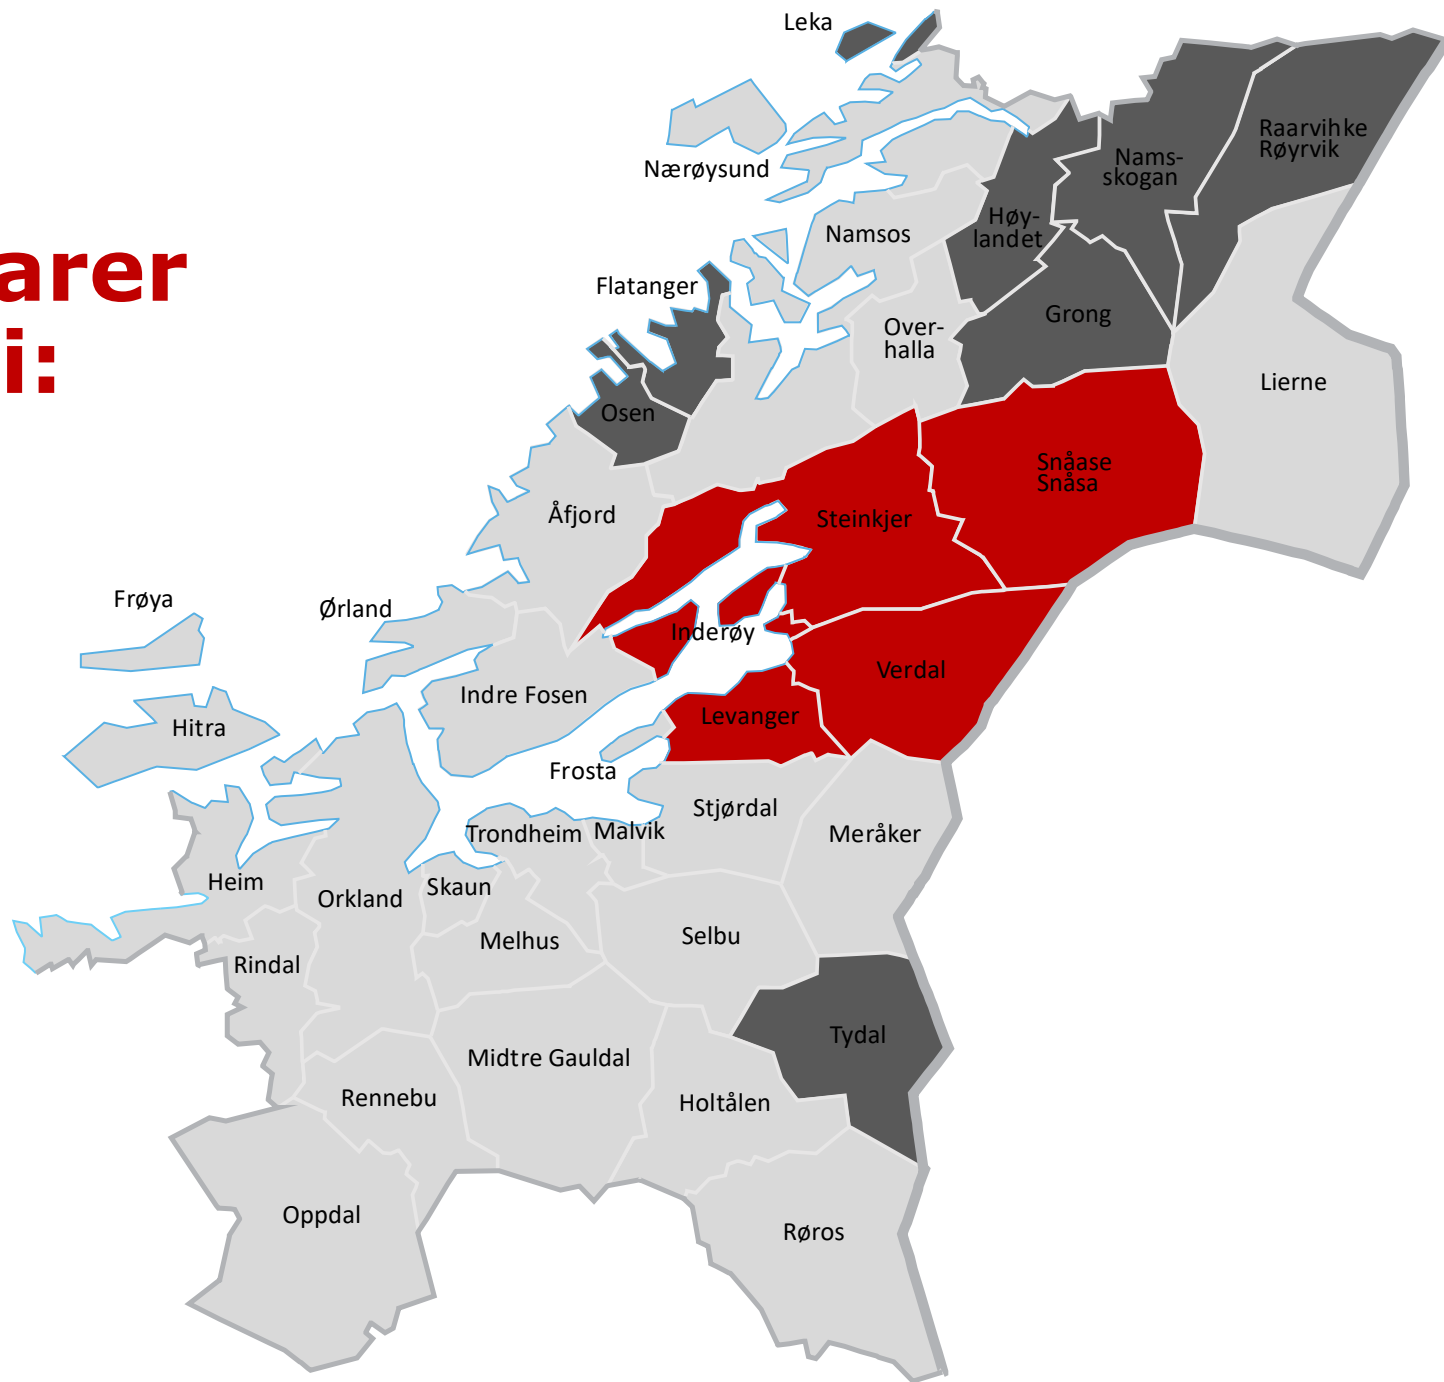 arer
i:
Leka
Nærøysund
Raarvihke
Røyrvik
Nams-
skogan
Høy-
landet
Namsos
Flatanger
Grong
Over-
halla
Lierne
Osen
Snåase
Snåsa
Steinkjer
Åfjord
Frøya
Ørland
Inderøy
Verdal
Indre Fosen
Levanger
Hitra
Frosta
Stjørdal
Trondheim
Malvik
Meråker
Heim
Skaun
Orkland
Selbu
Melhus
Rindal
Tydal
Midtre Gauldal
Rennebu
Holtålen
Oppdal
Røros